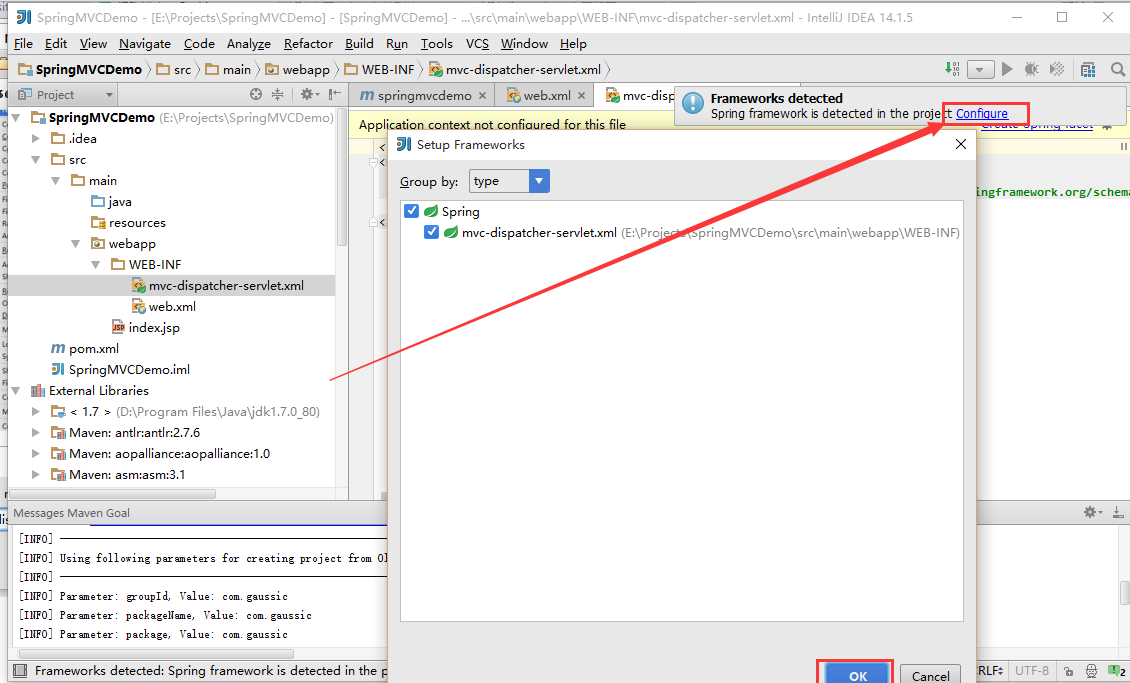 SpringMVCDemo - [E:\Projects\SpringMVCDemo] - [SpringMVCDemo] - ...\src\main\webapp\WEB-INF\mvc-dispatcher-servlet.xml - IntelliJ IDEA 14.1.5
File Edit View Navigate Code Analyze Refactor Build Run Tools VCS Window Help
SpringMVCDemo src main webapp WEB-INF mvc-dispatcher-servlet.xml
Project
m springmvcdemo × web.xml × mvc-disp
Frameworks detected
Spring framework is detected in the project Configure
Application context not configured for this file
Create Spring facet
SpringMVCDemo (E:\Projects\SpringMVCDemo)
.idea
src
main
java
resources
webapp
WEB-INF
mvc-dispatcher-servlet.xml
web.xml
JSP index.jsp
m pom.xml
SpringMVCDemo.iml
External Libraries
< 1.7 > (D:\Program Files\Java\jdk1.7.0_80)
Maven: antlr:antlr:2.7.6
Maven: aopalliance:aopalliance:1.0
Maven: asm:asm:3.1
<
<
<
ingframework.org/schema
Setup Frameworks
Group by: type
Spring
mvc-dispatcher-servlet.xml (E:\Projects\SpringMVCDemo\src\main\webapp\WEB-INF)
OK Cancel
Messages Maven Goal
[INFO]
[INFO] Using following parameters for creating project from Ol
[INFO]
[INFO] Parameter: groupId, Value: com.gaussic
[INFO] Parameter: packageName, Value: com.gaussic
[INFO] Parameter: package, Value: com.gaussic
Frameworks detected: Spring framework is detected in the p
CRLF UTF-8 2